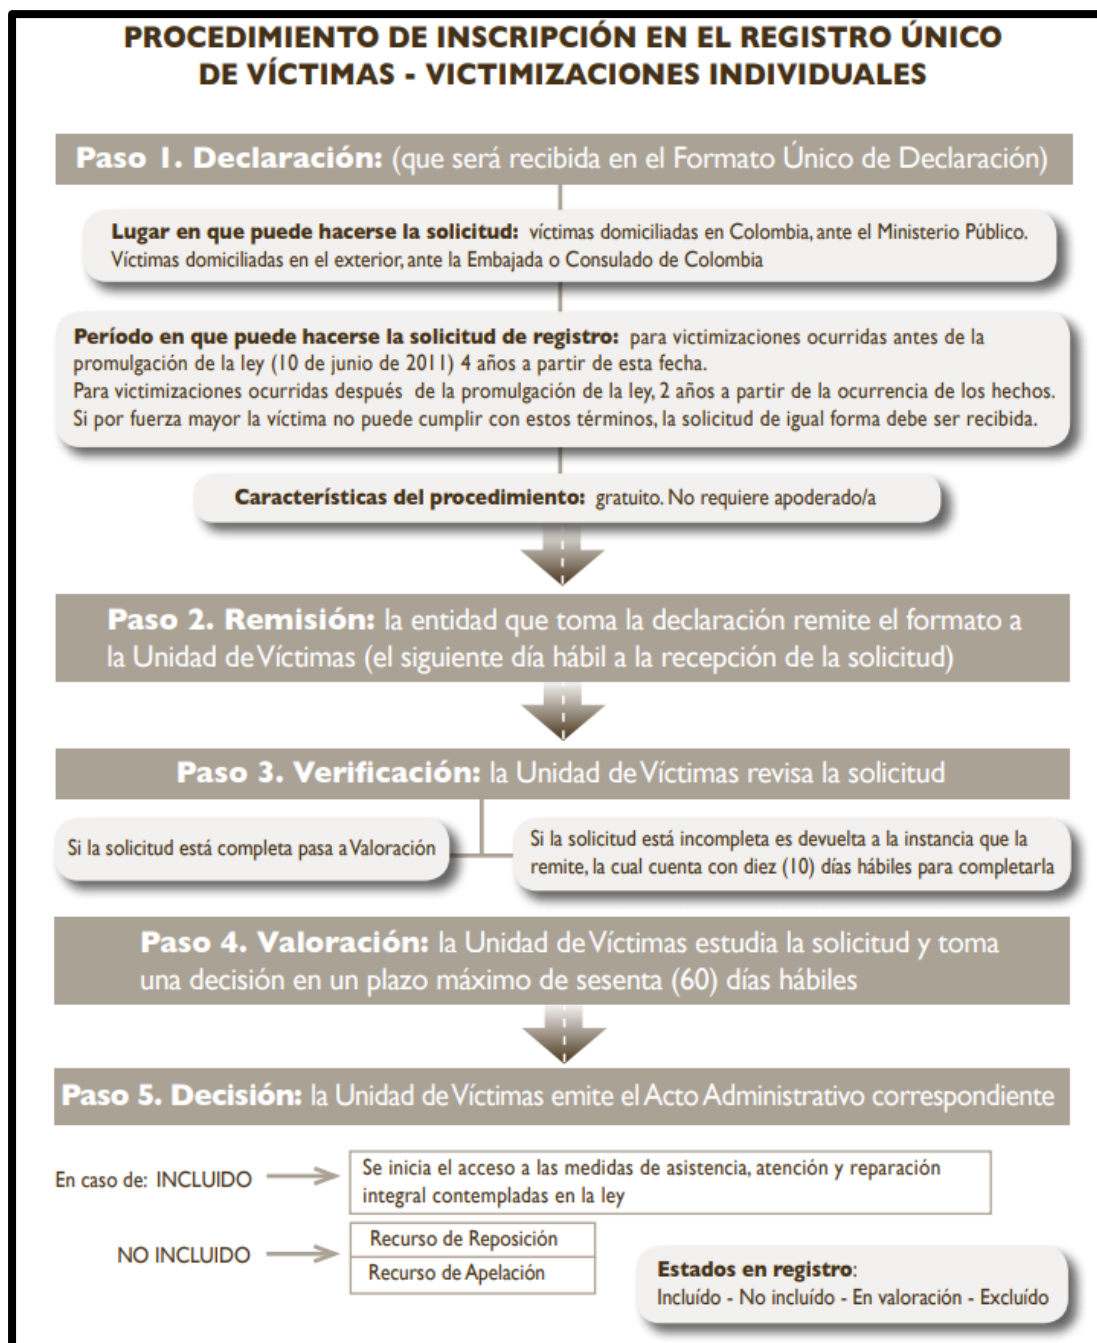 PROCEDIMIENTO DE INSCRIPCIÓN EN EL REGISTRO ÚNICO
DE VÍCTIMAS - VICTIMIZACIONES INDIVIDUALES
Paso 1. Declaración: (que será recibida en el Formato Único de Declaración)
Lugar en que puede hacerse la solicitud: víctimas domiciliadas en Colombia, ante el Ministerio Público.
Víctimas domiciliadas en el exterior, ante la Embajada o Consulado de Colombia
Período en que puede hacerse la solicitud de registro: para victimizaciones ocurridas antes de la
promulgación de la ley (10 de junio de 2011) 4 años a partir de esta fecha.
Para victimizaciones ocurridas después de la promulgación de la ley, 2 años a partir de la ocurrencia de los hechos.
Si por fuerza mayor la víctima no puede cumplir con estos términos, la solicitud de igual forma debe ser recibida.
Características del procedimiento: gratuito. No requiere apoderado/a
Paso 2. Remisión: la entidad que toma la declaración remite el formato a
la Unidad de Víctimas (el siguiente día hábil a la recepción de la solicitud)
Paso 3. Verificación: la Unidad de Víctimas revisa la solicitud
Si la solicitud está completa pasa a Valoración
Si la solicitud está incompleta es devuelta a la instancia que la
remite, la cual cuenta con diez (10) días hábiles para completarla
Paso 4. Valoración: la Unidad de Víctimas estudia la solicitud y toma
una decisión en un plazo máximo de sesenta (60) días hábiles
Paso 5. Decisión: la Unidad de Víctimas emite el Acto Administrativo correspondiente
En caso de: INCLUIDO
Se inicia el acceso a las medidas de asistencia, atención y reparación
integral contempladas en la ley
NO INCLUIDO
Recurso de Reposición
Recurso de Apelación
Estados en registro:
Incluído - No incluído - En valoración - Excluído